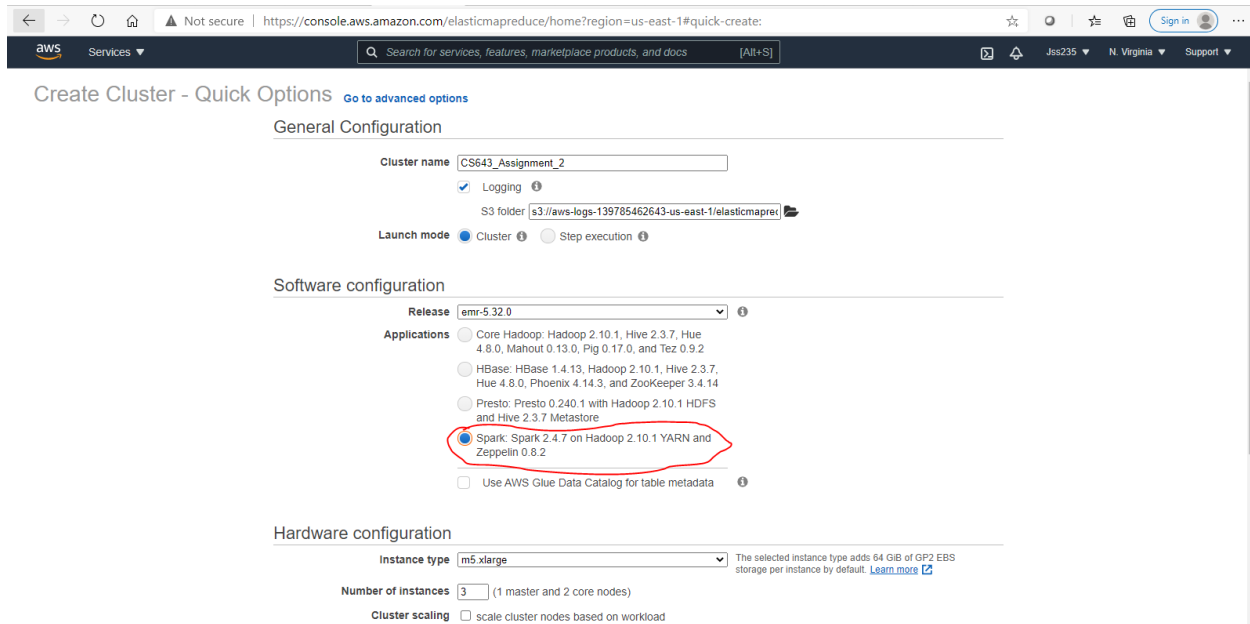 Not secure | https://console.aws.amazon.com/elasticmapreduce/home?region=us-east-1#quick-create:
Sign in
aws Services Search for services, features, marketplace products, and docs [Alt+S] Jss235 N. Virginia Support
Create Cluster - Quick Options Go to advanced options
General Configuration
Cluster name CS643_Assignment_2
Logging
S3 folder s3://aws-logs-139785462643-us-east-1/elasticmapred
Launch mode Cluster Step execution
Software configuration
Release emr-5.32.0
Applications Core Hadoop: Hadoop 2.10.1, Hive 2.3.7, Hue
4.8.0, Mahout 0.13.0, Pig 0.17.0, and Tez 0.9.2
HBase: HBase 1.4.13, Hadoop 2.10.1, Hive 2.3.7,
Hue 4.8.0, Phoenix 4.14.3, and ZooKeeper 3.4.14
Presto: Presto 0.240.1 with Hadoop 2.10.1 HDFS
and Hive 2.3.7 Metastore
Spark: Spark 2.4.7 on Hadoop 2.10.1 YARN and
Zeppelin 0.8.2
Use AWS Glue Data Catalog for table metadata
Hardware configuration
Instance type m5.xlarge The selected instance type adds 64 GiB of GP2 EBS
storage per instance by default. Learn more
Number of instances 3 (1 master and 2 core nodes)
Cluster scaling scale cluster nodes based on workload